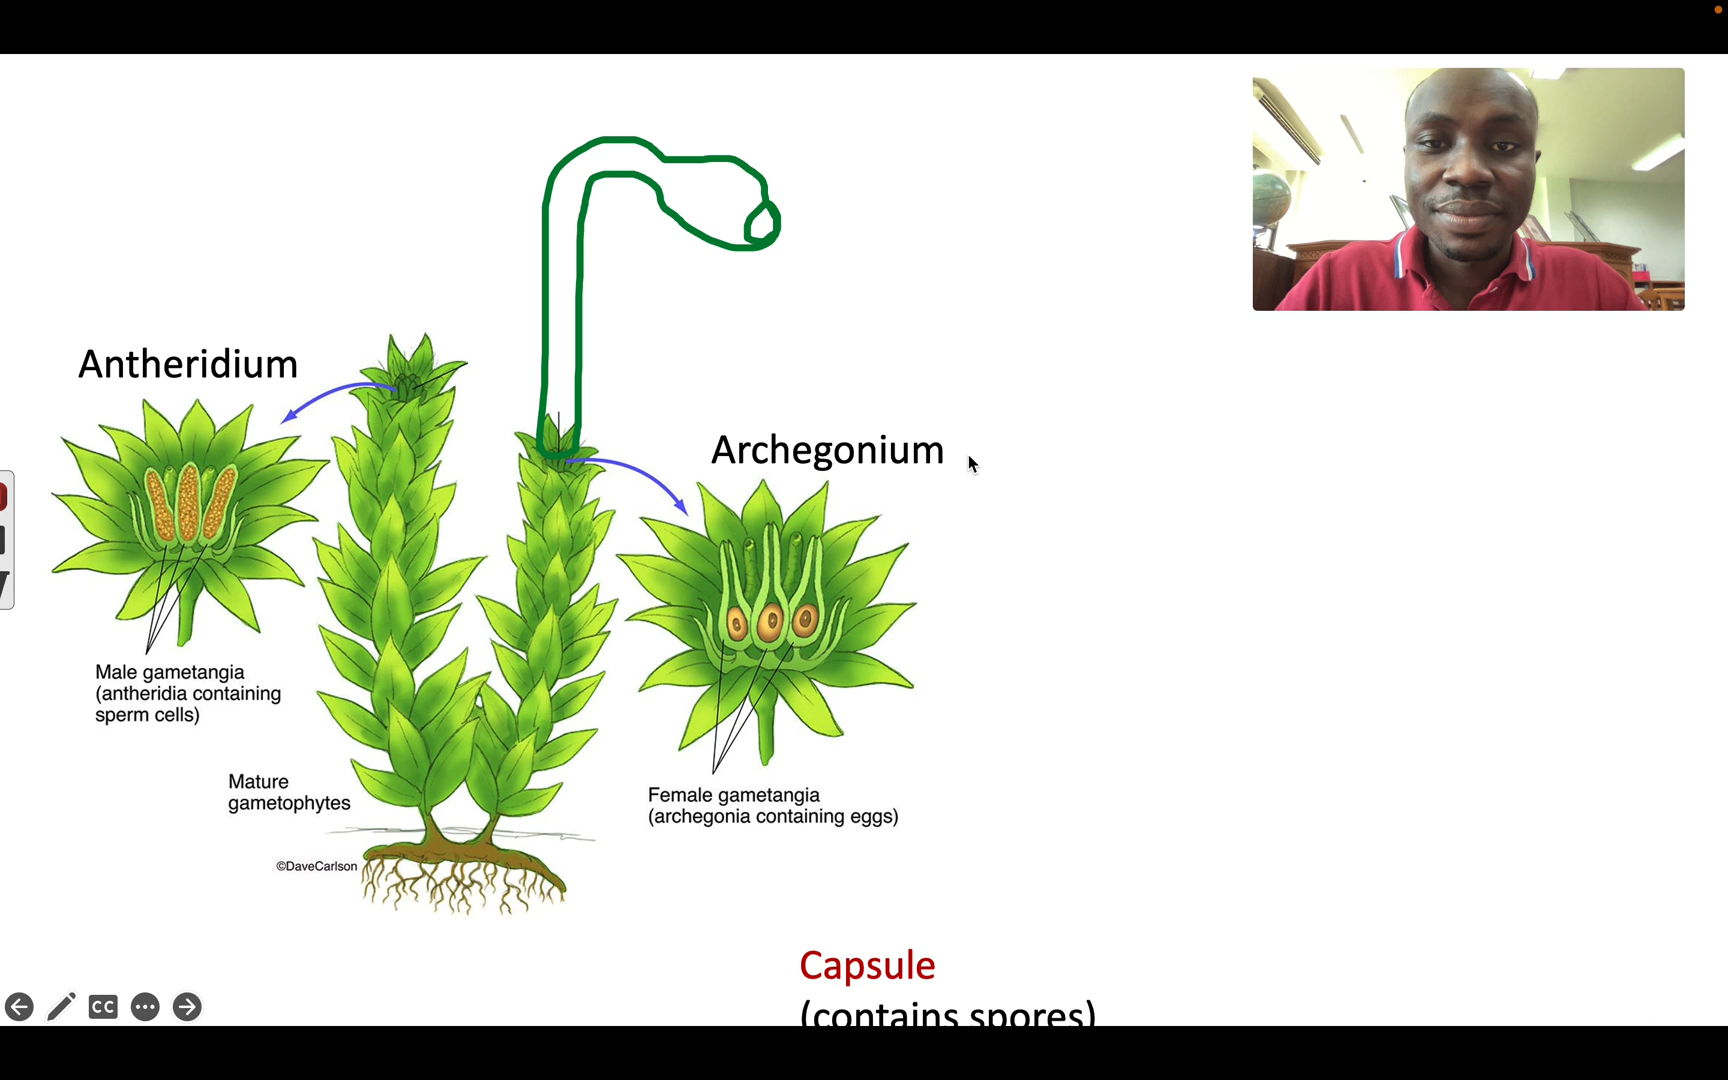 Antheridium
Archegonium
Male gametangia
(antheridia containing
sperm cells)
Mature
gametophytes
Female gametangia
(archegonia containing eggs)
©DaveCarlson
Capsule
(contains spores)
CC